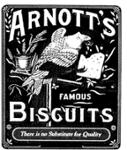 ARNOTT'S
FAMOUS
BISCUITS
There is no Substitute for Quality